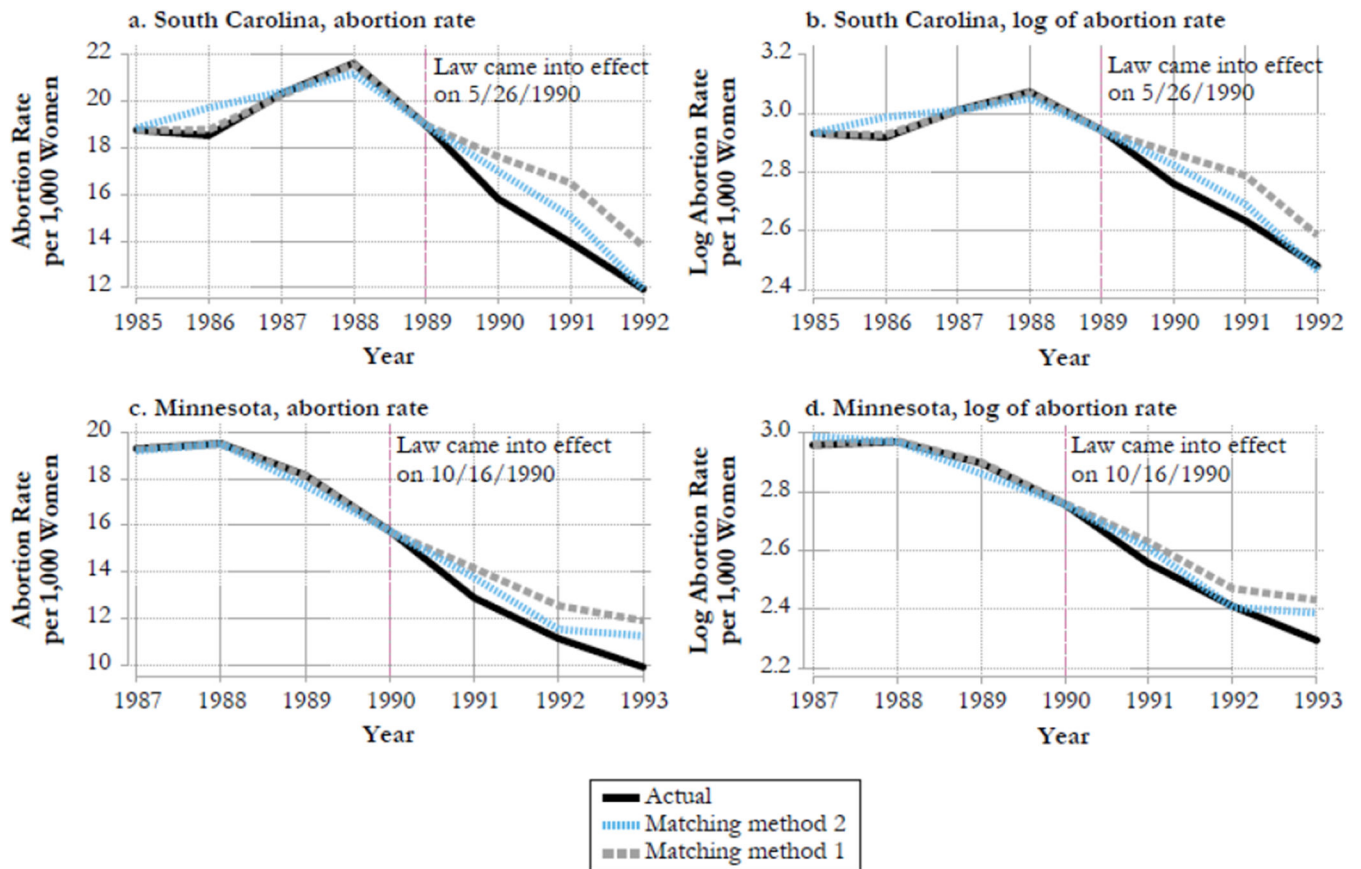 a. South Carolina, abortion rate
Abortion Rate
per 1,000 Women
22
20
18
16
14
12
Law came into effect
on 5/26/1990
1985 1986 1987 1988 1989 1990 1991 1992
Year
b. South Carolina, log of abortion rate
Log Abortion Rate
per 1,000 Women
3.2
3.0
2.8
2.6
2.4
Law came into effect
on 5/26/1990
1985 1986 1987 1988 1989 1990 1991 1992
Year
c. Minnesota, abortion rate
Abortion Rate
per 1,000 Women
20
18
16
14
12
10
Law came into effect
on 10/16/1990
1987 1988 1989 1990 1991 1992 1993
Year
d. Minnesota, log of abortion rate
Log Abortion Rate
per 1,000 Women
3.0
2.8
2.6
2.4
2.2
Law came into effect
on 10/16/1990
1987 1988 1989 1990 1991 1992 1993
Year
Actual
Matching method 2
Matching method 1